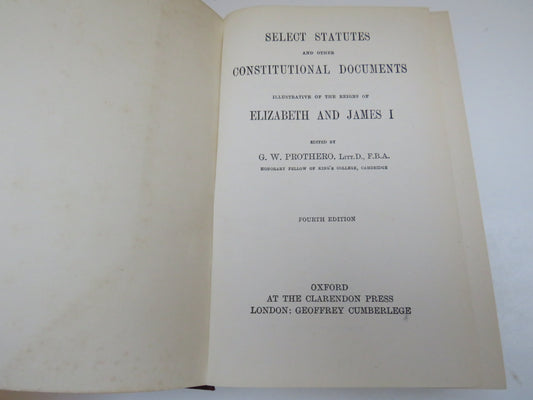 SELECT STATUTES
AND OTHER
CONSTITUTIONAL DOCUMENTS
ILLUSTRATIVE OF THE REIGNS OF
ELIZABETH AND JAMES I
EDITED BY
G. W. PROTHERO, LITT.D., F.B.A.
HONORARY FELLOW OF KING'S COLLEGE, CAMBRIDGE
FOURTH EDITION
OXFORD
AT THE CLARENDON PRESS
LONDON: GEOFFREY CUMBERLEGE